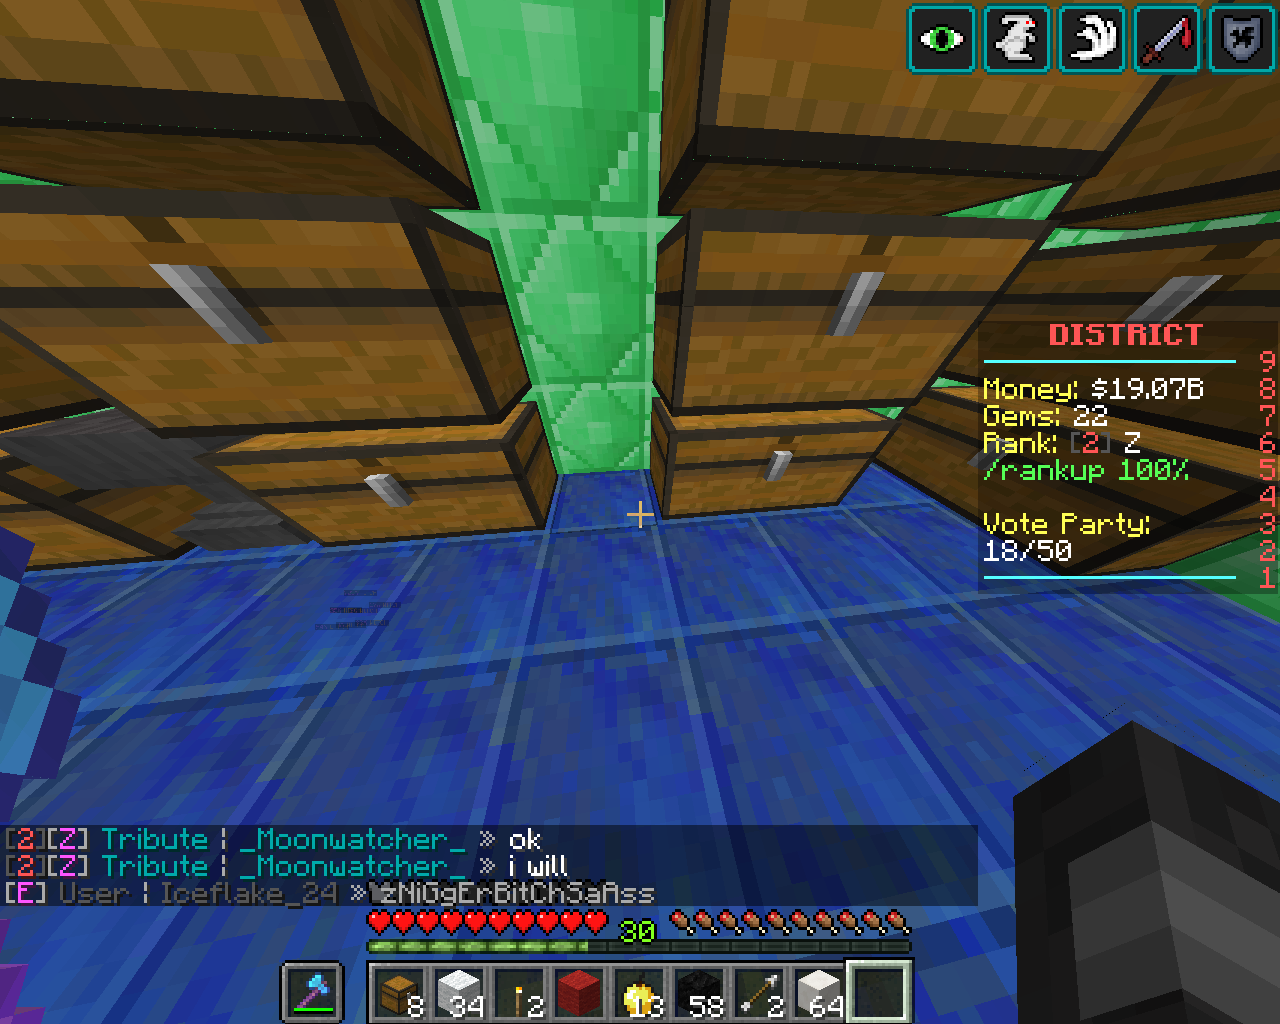 DISTRICT
9
Money: $19.07B
8
Gems: 22
7
Rank: [2] Z
6
/rankup 100%
5
4
Vote Party:
3
18/50
2
1
[2][Z] Tribute ¦ _Moonwatcher_ » ok
[2][Z] Tribute ¦ _Moonwatcher_ » i will
[E] User ¦ Iceflake_24 » zNiGgErBitChSaAss
30
8
34
2
13
58
2
64